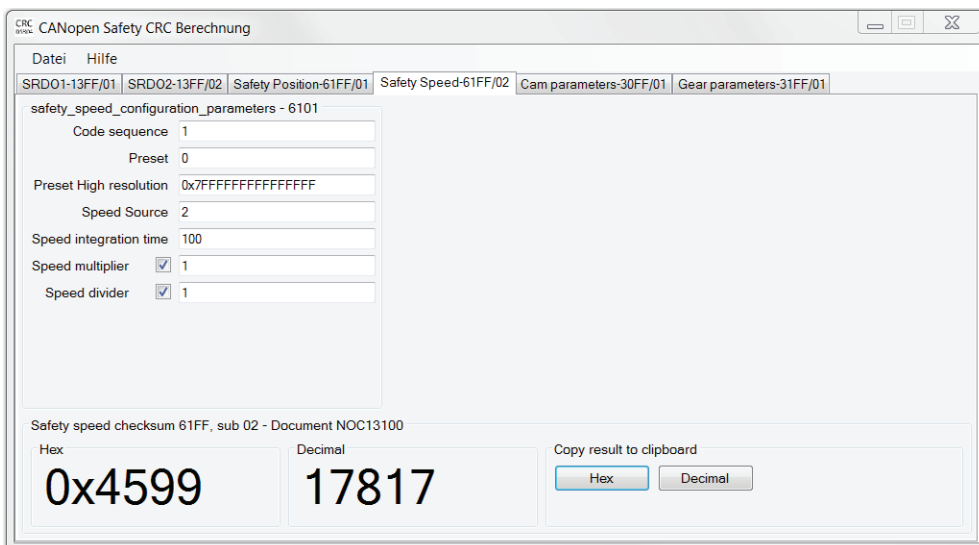 CRC CANopen Safety CRC Berechnung
Datei Hilfe
SRDO1-13FF/01 SRDO2-13FF/02 Safety Position-61FF/01 Safety Speed-61FF/02 Cam parameters-30FF/01 Gear parameters-31FF/01
safety_speed_configuration_parameters - 6101
Code sequence 1
Preset 0
Preset High resolution 0x7FFFFFFFFFFFFFFF
Speed Source 2
Speed integration time 100
Speed multiplier 1
Speed divider 1
Safety speed checksum 61FF, sub 02 - Document NOC13100
Hex Decimal Copy result to clipboard
0x4599 17817 Hex Decimal